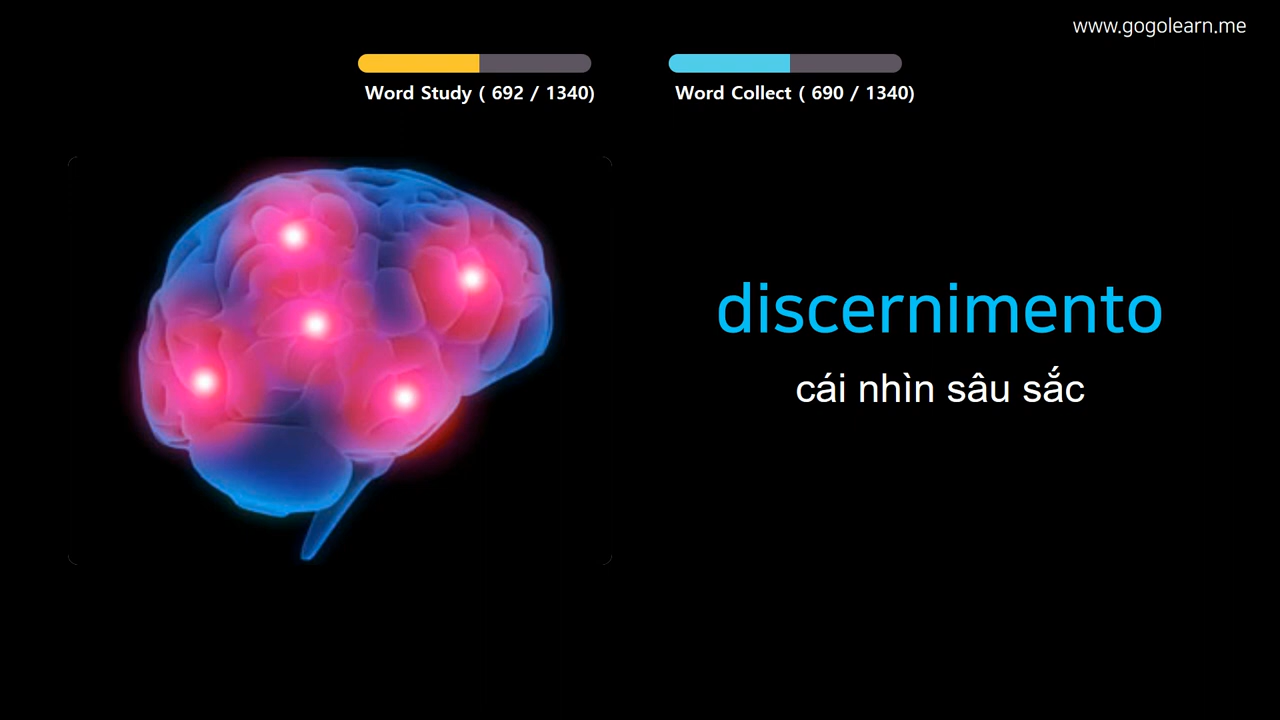 www.gogolearn.me
Word Study ( 692 / 1340)
Word Collect ( 690 / 1340)
discernimento
cái nhìn sâu sắc